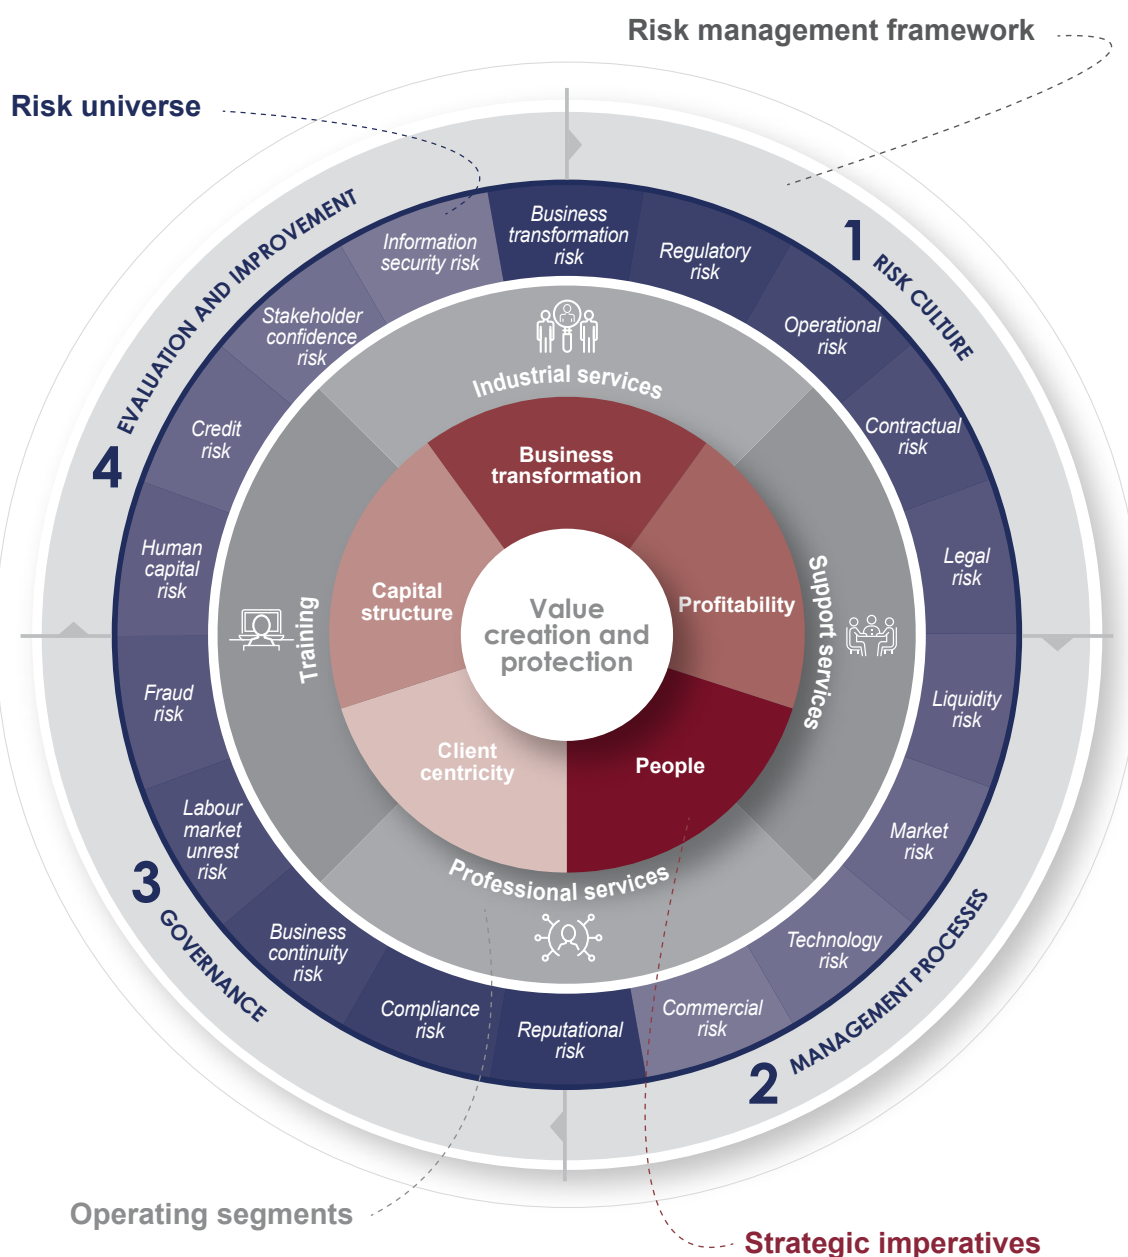 Risk management framework
Risk universe
1 RISK CULTURE
2 MANAGEMENT PROCESSES
3 GOVERNANCE
4 EVALUATION AND IMPROVEMENT
Business
transformation
risk
Regulatory
risk
Operational
risk
Contractual
risk
Legal
risk
Liquidity
risk
Market
risk
Technology
risk
Commercial
risk
Reputational
risk
Compliance
risk
Business
continuity
risk
Labour
market
unrest
risk
Fraud
risk
Human
capital
risk
Credit
risk
Stakeholder
confidence
risk
Information
security risk
Industrial services
Support services
Professional services
Training
Business
transformation
Profitability
People
Client
centricity
Capital
structure
Value
creation and
protection
Operating segments
Strategic imperatives